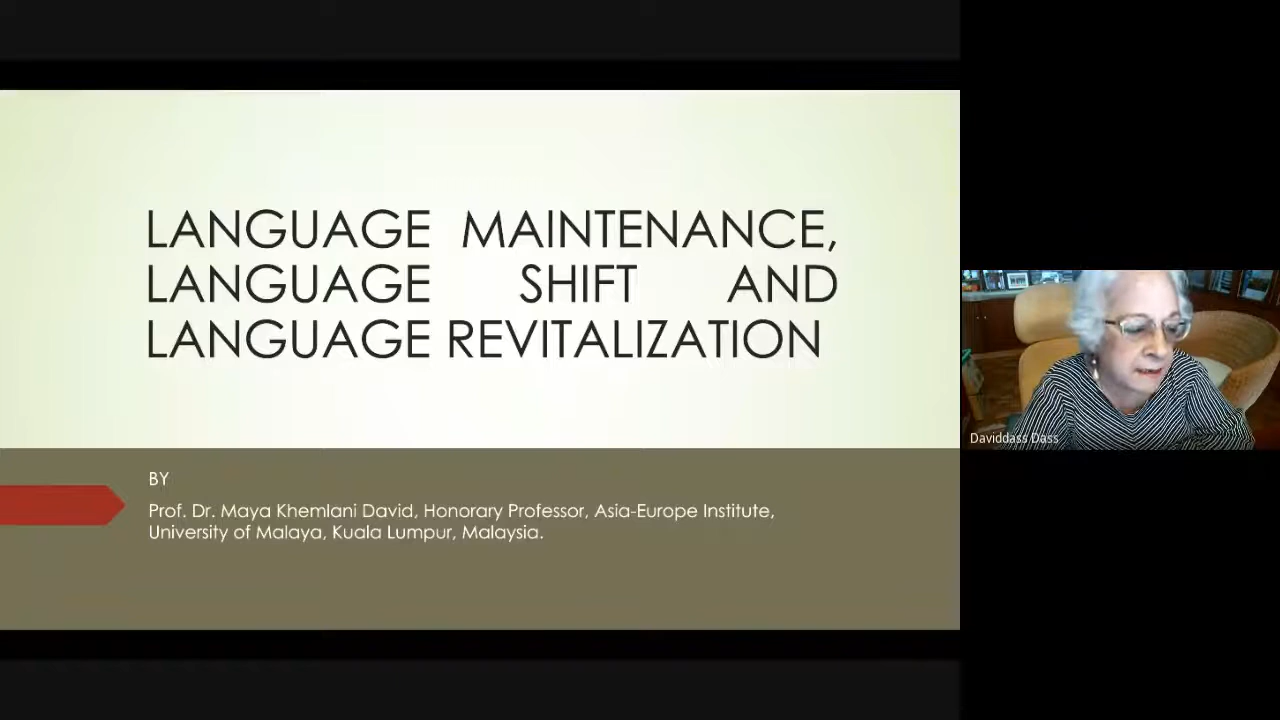 LANGUAGE MAINTENANCE,
LANGUAGE SHIFT AND
LANGUAGE REVITALIZATION
BY
Prof. Dr. Maya Khemlani David, Honorary Professor, Asia-Europe Institute,
University of Malaya, Kuala Lumpur, Malaysia.
Daviddass Dass